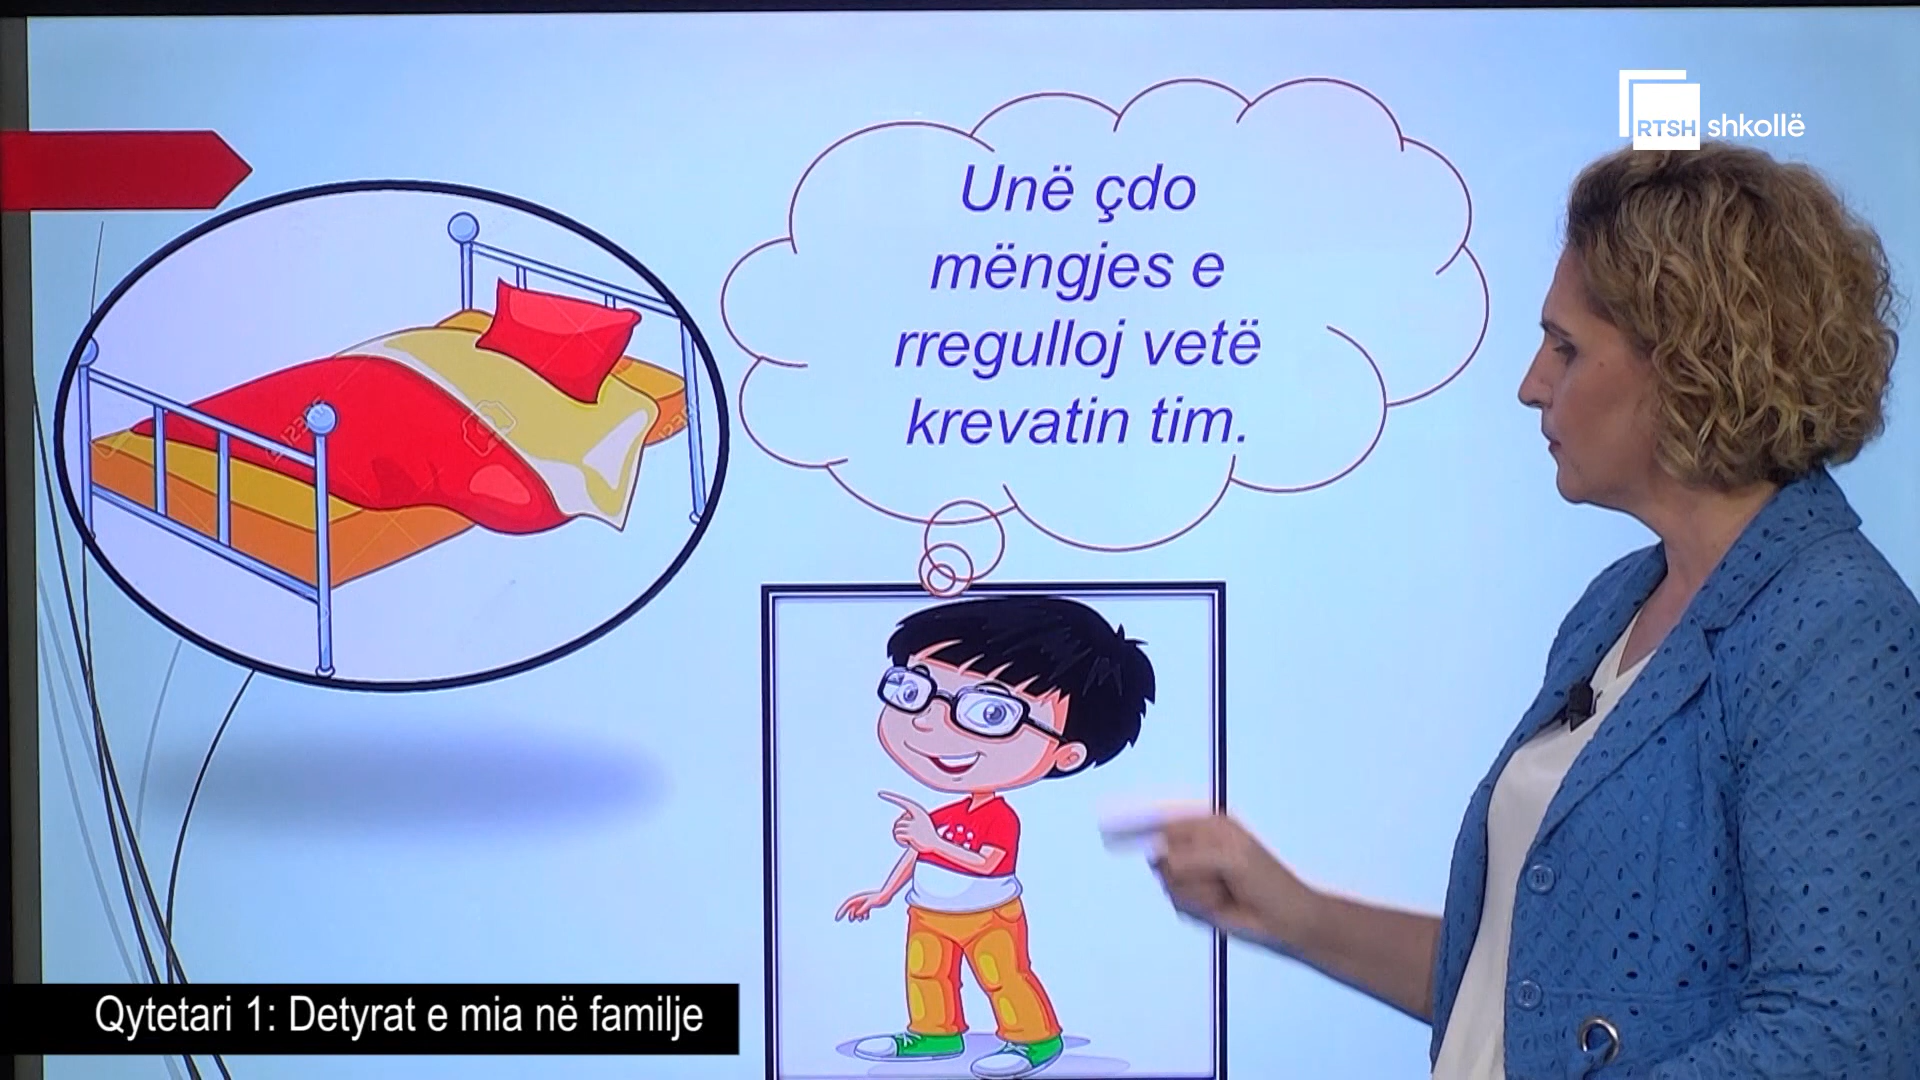 RTSH shkollë
Unë çdo
mëngjes e
rregulloj vetë
krevatin tim.
Qytetari 1: Detyrat e mia në familje